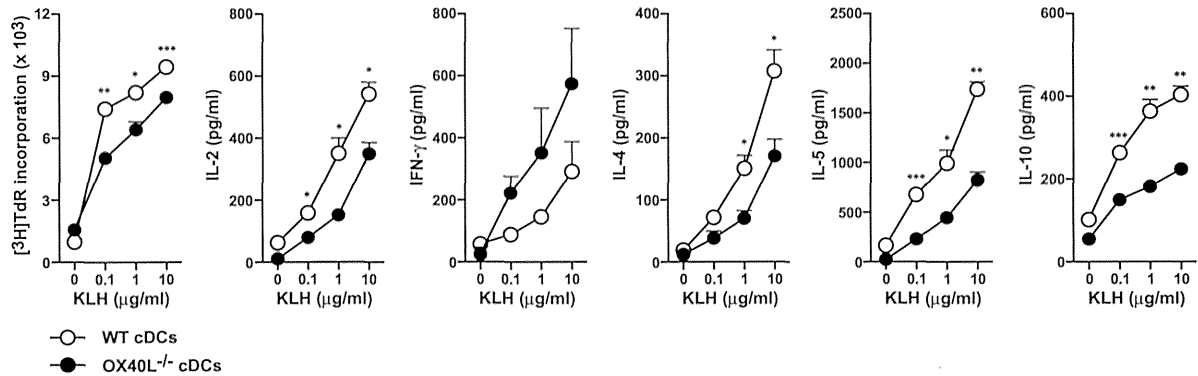 [3H]TdR incorporation (x 103)
12
9
6
3
0
** * ***
0 0.1 1 10
KLH (µg/ml)
IL-2 (pg/ml)
800
600
400
200
0
* * *
0 0.1 1 10
KLH (µg/ml)
IFN-γ (pg/ml)
800
600
400
200
0
0 0.1 1 10
KLH (µg/ml)
IL-4 (pg/ml)
400
300
200
100
0
* *
0 0.1 1 10
KLH (µg/ml)
IL-5 (pg/ml)
2500
2000
1500
1000
500
0
*** * **
0 0.1 1 10
KLH (µg/ml)
IL-10 (pg/ml)
600
400
200
0
*** ** **
0 0.1 1 10
KLH (µg/ml)
WT cDCs
OX40L-/- cDCs